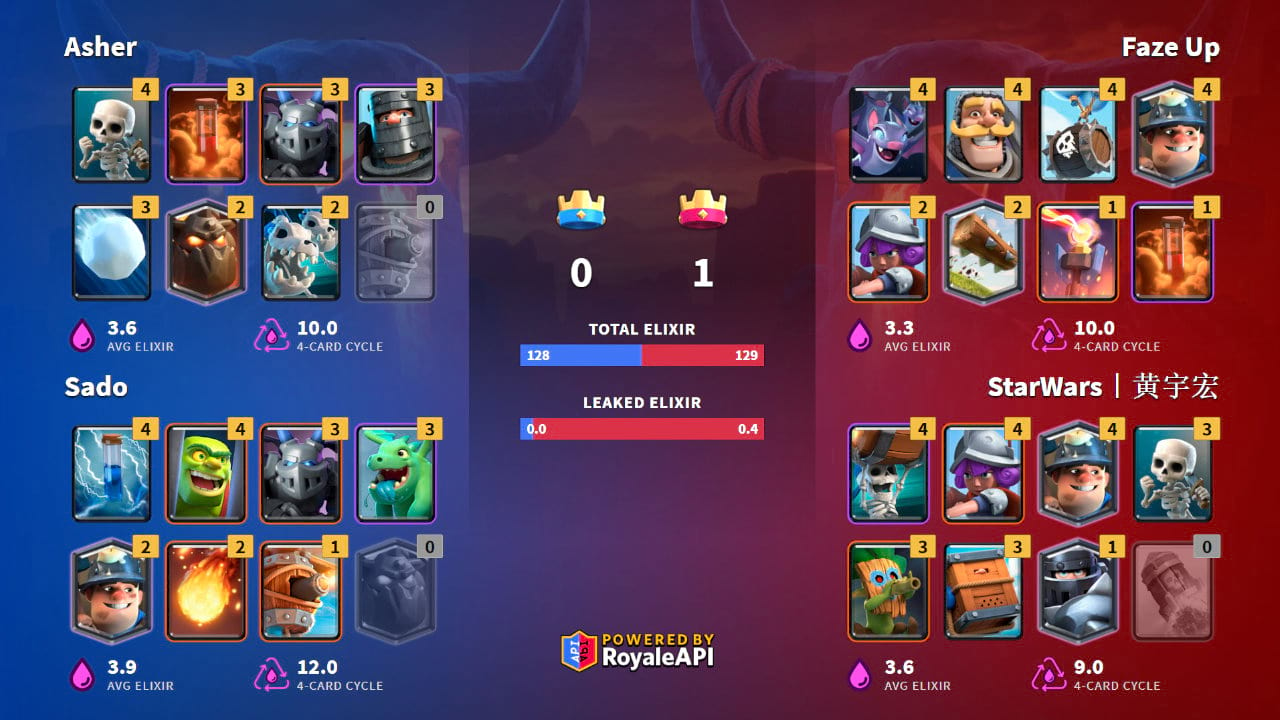 Asher
4 3 3 3
3 2 2 0
3.6
AVG ELIXIR
10.0
4-CARD CYCLE
Sado
4 4 3 3
2 2 1 0
3.9
AVG ELIXIR
12.0
4-CARD CYCLE
0 1
TOTAL ELIXIR
128 129
LEAKED ELIXIR
0.0 0.4
POWERED BY
RoyaleAPI
Faze Up
4 4 4 4
2 2 1 1
3.3
AVG ELIXIR
10.0
4-CARD CYCLE
StarWars丨黄宇宏
4 4 4 3
3 3 1 0
3.6
AVG ELIXIR
9.0
4-CARD CYCLE